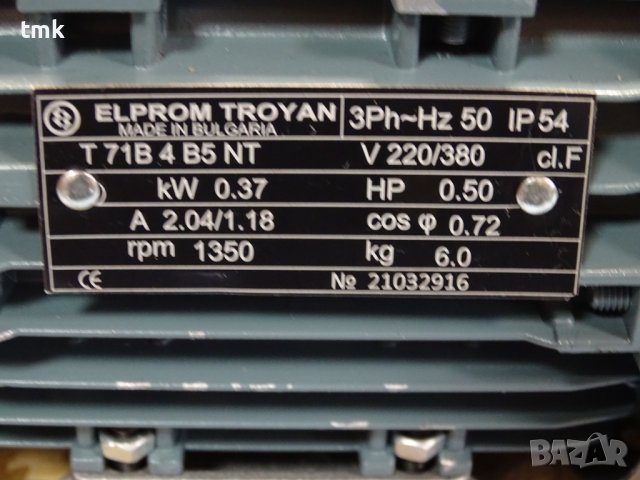 tmk
ELPROM TROYAN
MADE IN BULGARIA
3Ph~Hz 50 IP 54
T 71B 4 B5 NT
V 220/380 cl.F
kW 0.37
HP 0.50
A 2.04/1.18
cos φ 0.72
rpm 1350
kg 6.0
CE
№ 21032916
BAZAR